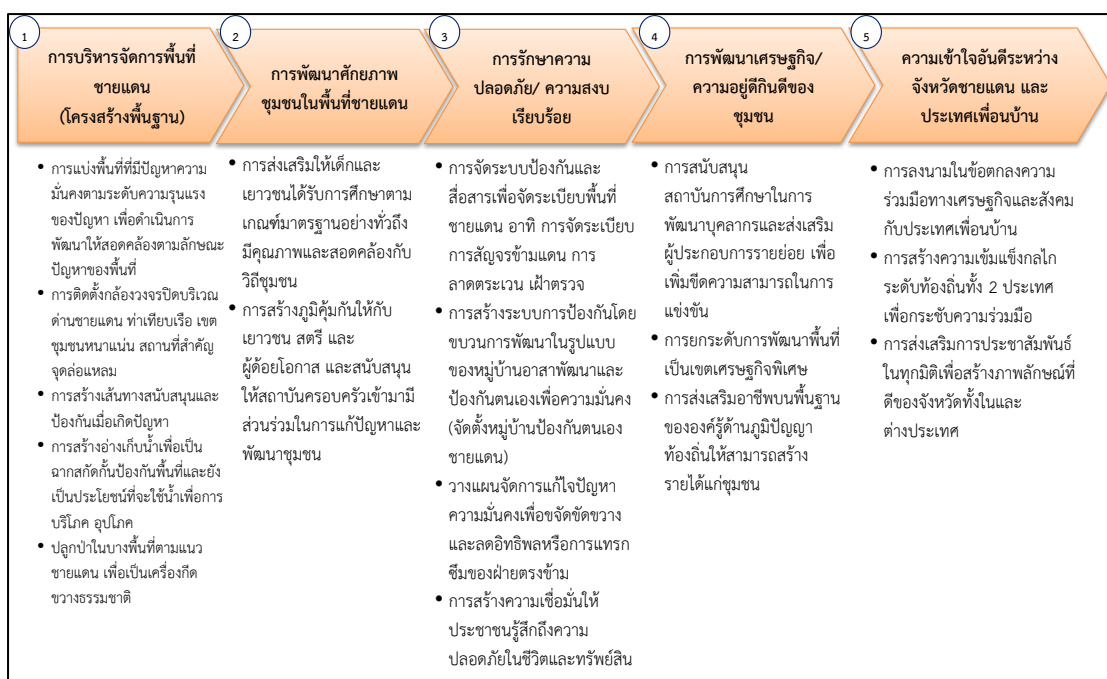 1
การบริหารจัดการพื้นที่
ชายแดน
(โครงสร้างพื้นฐาน)
• การแบ่งพื้นที่ที่มีปัญหาความ
มั่นคงตามระดับความรุนแรง
ของปัญหา เพื่อดำเนินการ
พัฒนาให้สอดคล้องตามลักษณะ
ปัญหาของพื้นที่
• การติดตั้งกล้องวงจรปิดบริเวณ
ด่านชายแดน ท่าเทียบเรือ เขต
ชุมชนหนาแน่น สถานที่สำคัญ
จุดล่อแหลม
• การสร้างเส้นทางสนับสนุนและ
ป้องกันเมื่อเกิดปัญหา
• การสร้างอ่างเก็บน้ำเพื่อเป็น
ฉากสกัดกั้นป้องกันพื้นที่และยัง
เป็นประโยชน์ที่จะใช้น้ำเพื่อการ
บริโภค อุปโภค
• ปลูกป่าในบางพื้นที่ตามแนว
ชายแดน เพื่อเป็นเครื่องกีด
ขวางธรรมชาติ
2
การพัฒนาศักยภาพ
ชุมชนในพื้นที่ชายแดน
• การส่งเสริมให้เด็กและ
เยาวชนได้รับการศึกษาตาม
เกณฑ์มาตรฐานอย่างทั่วถึง
มีคุณภาพและสอดคล้องกับ
วิถีชุมชน
• การสร้างภูมิคุ้มกันให้กับ
เยาวชน สตรี และ
ผู้ด้อยโอกาส และสนับสนุน
ให้สถาบันครอบครัวเข้ามามี
ส่วนร่วมในการแก้ปัญหาและ
พัฒนาชุมชน
3
การรักษาความ
ปลอดภัย/ ความสงบ
เรียบร้อย
• การจัดระบบป้องกันและ
สื่อสารเพื่อจัดระเบียบพื้นที่
ชายแดน อาทิ การจัดระเบียบ
การสัญจรข้ามแดน การ
ลาดตระเวน เฝ้าตรวจ
• การสร้างระบบการป้องกันโดย
ขบวนการพัฒนาในรูปแบบ
ของหมู่บ้านอาสาพัฒนาและ
ป้องกันตนเองเพื่อความมั่นคง
(จัดตั้งหมู่บ้านป้องกันตนเอง
ชายแดน)
• วางแผนจัดการแก้ไขปัญหา
ความมั่นคงเพื่อขจัดขัดขวาง
และลดอิทธิพลหรือการแทรก
ซึมของฝ่ายตรงข้าม
• การสร้างความเชื่อมั่นให้
ประชาชนรู้สึกถึงความ
ปลอดภัยในชีวิตและทรัพย์สิน
4
การพัฒนาเศรษฐกิจ/
ความอยู่ดีกินดีของ
ชุมชน
• การสนับสนุน
สถาบันการศึกษาในการ
พัฒนาบุคลากรและส่งเสริม
ผู้ประกอบการรายย่อย เพื่อ
เพิ่มขีดความสามารถในการ
แข่งขัน
• การยกระดับการพัฒนาพื้นที่
เป็นเขตเศรษฐกิจพิเศษ
• การส่งเสริมอาชีพบนพื้นฐาน
ขององค์รู้ด้านภูมิปัญญา
ท้องถิ่นให้สามารถสร้าง
รายได้แก่ชุมชน
5
ความเข้าใจอันดีระหว่าง
จังหวัดชายแดน และ
ประเทศเพื่อนบ้าน
• การลงนามในข้อตกลงความ
ร่วมมือทางเศรษฐกิจและสังคม
กับประเทศเพื่อนบ้าน
• การสร้างความเข้มแข็งกลไก
ระดับท้องถิ่นทั้ง 2 ประเทศ
เพื่อกระชับความร่วมมือ
• การส่งเสริมการประชาสัมพันธ์
ในทุกมิติเพื่อสร้างภาพลักษณ์ที่
ดีของจังหวัดทั้งในและ
ต่างประเทศ